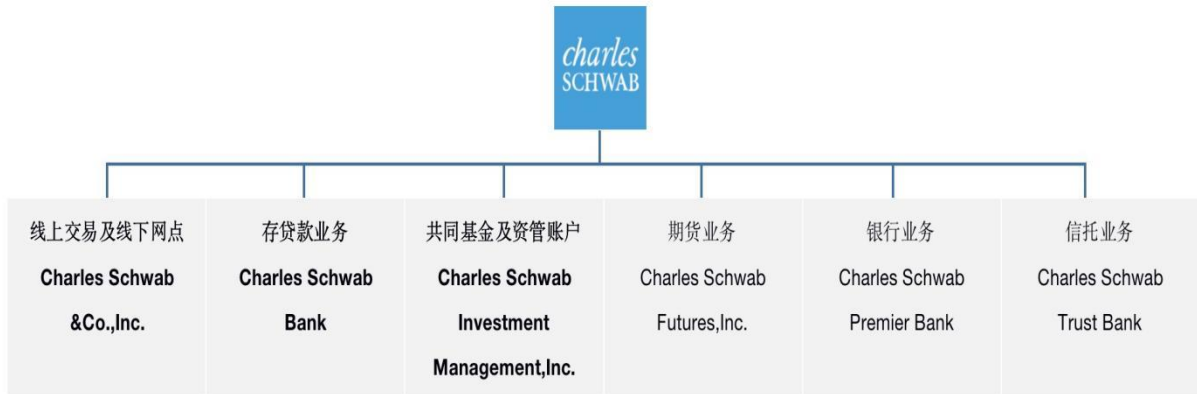 charles
SCHWAB
线上交易及线下网点
Charles Schwab
&Co.,Inc.
存贷款业务
Charles Schwab
Bank
共同基金及资管账户
Charles Schwab
Investment
Management,Inc.
期货业务
Charles Schwab
Futures,Inc.
银行业务
Charles Schwab
Premier Bank
信托业务
Charles Schwab
Trust Bank